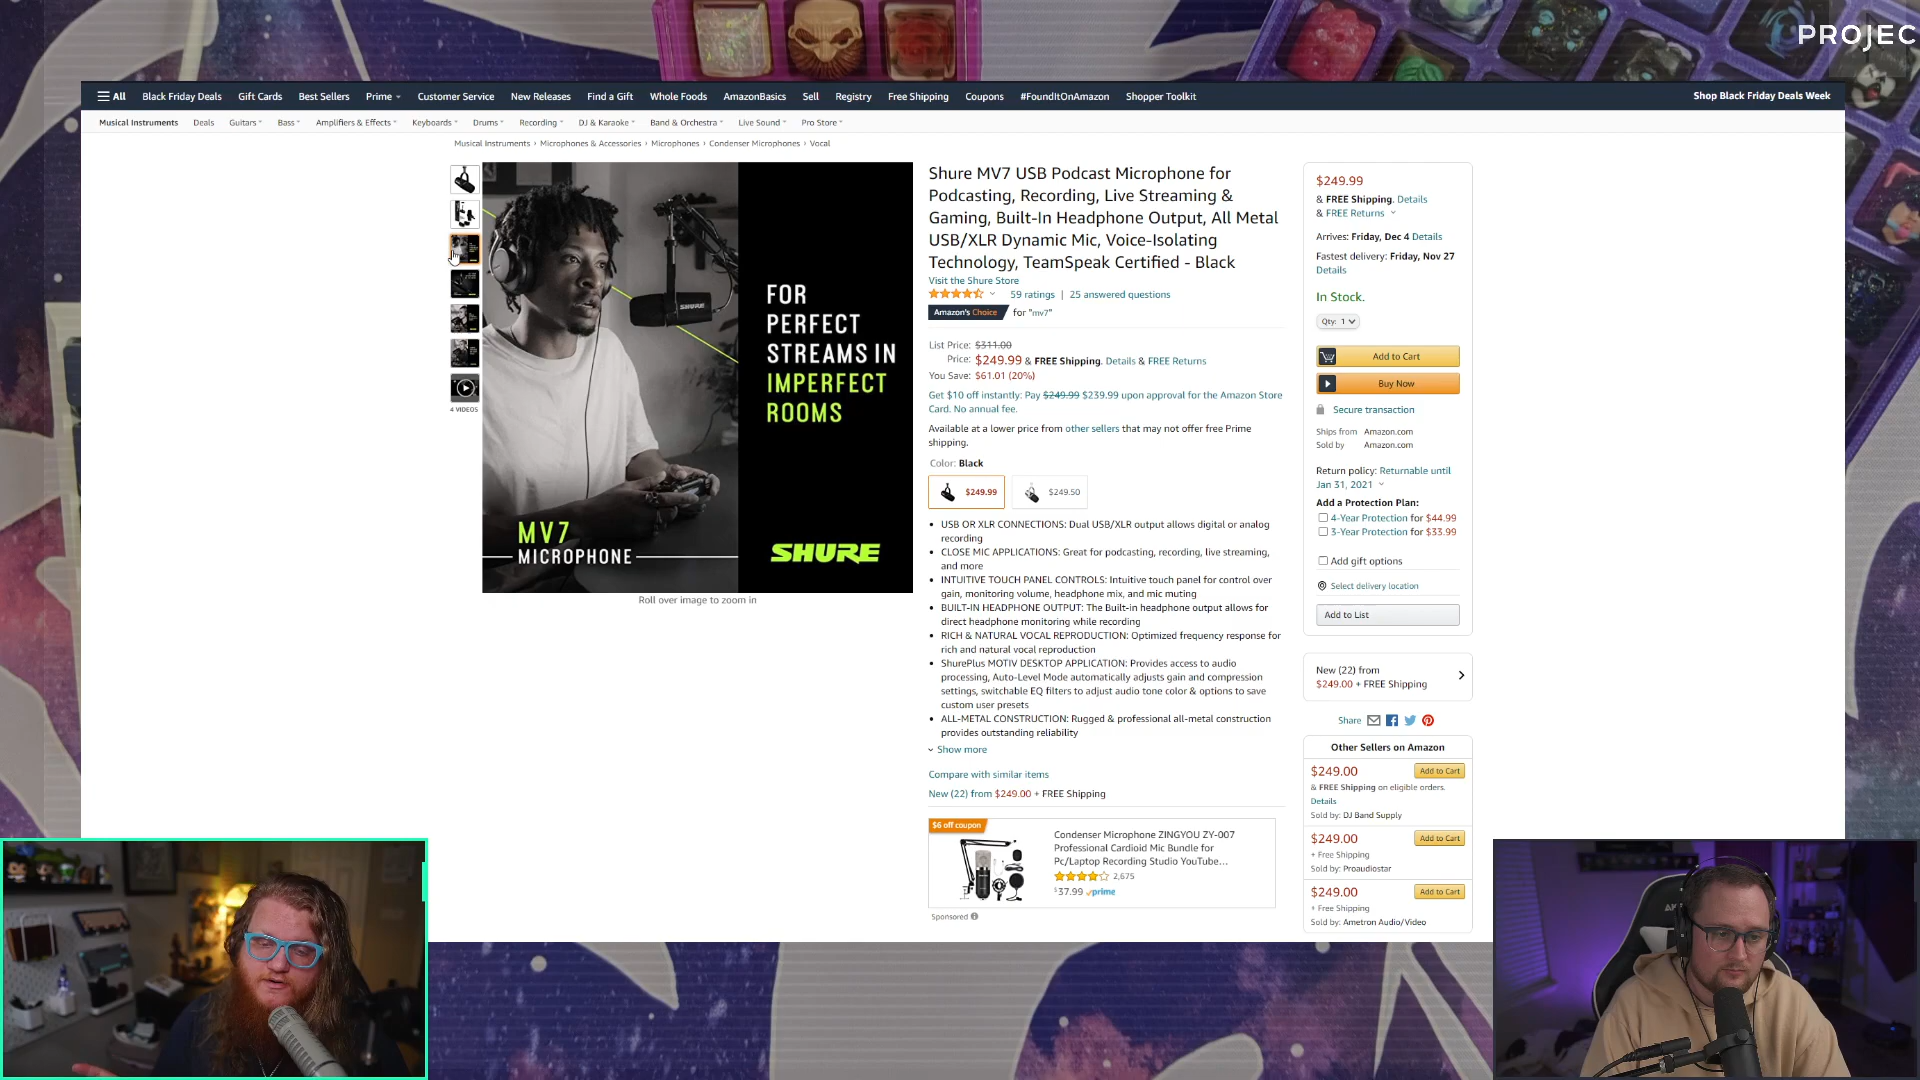 PROJEC
All Black Friday Deals Gift Cards Best Sellers Prime Customer Service New Releases Find a Gift Whole Foods AmazonBasics Sell Registry Free Shipping Coupons #FoundItOnAmazon Shopper Toolkit Shop Black Friday Deals Week
Musical Instruments Deals Guitars Bass Amplifiers & Effects Keyboards Drums Recording DJ & Karaoke Band & Orchestra Live Sound Pro Store
Musical Instruments › Microphones & Accessories › Microphones › Condenser Microphones › Vocal
4 VIDEOS
SHURE
FOR
PERFECT
STREAMS IN
IMPERFECT
ROOMS
MV7
MICROPHONE
SHURE
Roll over image to zoom in
Shure MV7 USB Podcast Microphone for
Podcasting, Recording, Live Streaming &
Gaming, Built-In Headphone Output, All Metal
USB/XLR Dynamic Mic, Voice-Isolating
Technology, TeamSpeak Certified - Black
Visit the Shure Store
59 ratings | 25 answered questions
Amazon's Choice for "mv7"
List Price: $311.00
Price: $249.99 & FREE Shipping. Details & FREE Returns
You Save: $61.01 (20%)
Get $10 off instantly: Pay $249.99 $239.99 upon approval for the Amazon Store
Card. No annual fee.
Available at a lower price from other sellers that may not offer free Prime
shipping.
Color: Black
$249.99 $249.50
• USB OR XLR CONNECTIONS: Dual USB/XLR output allows digital or analog
recording
• CLOSE MIC APPLICATIONS: Great for podcasting, recording, live streaming,
and more
• INTUITIVE TOUCH PANEL CONTROLS: Intuitive touch panel for control over
gain, monitoring volume, headphone mix, and mic muting
• BUILT-IN HEADPHONE OUTPUT: The Built-in headphone output allows for
direct headphone monitoring while recording
• RICH & NATURAL VOCAL REPRODUCTION: Optimized frequency response for
rich and natural vocal reproduction
• ShurePlus MOTIV DESKTOP APPLICATION: Provides access to audio
processing, Auto-Level Mode automatically adjusts gain and compression
settings, switchable EQ filters to adjust audio tone color & options to save
custom user presets
• ALL-METAL CONSTRUCTION: Rugged & professional all-metal construction
provides outstanding reliability
Show more
Compare with similar items
New (22) from $249.00 + FREE Shipping
$6 off coupon
Condenser Microphone ZINGYOU ZY-007
Professional Cardioid Mic Bundle for
Pc/Laptop Recording Studio YouTube...
2,675
$37.99 prime
Sponsored
$249.99
& FREE Shipping. Details
& FREE Returns
Arrives: Friday, Dec 4 Details
Fastest delivery: Friday, Nov 27
Details
In Stock.
Qty: 1
Add to Cart
Buy Now
Secure transaction
Ships from Amazon.com
Sold by Amazon.com
Return policy: Returnable until
Jan 31, 2021
Add a Protection Plan:
4-Year Protection for $44.99
3-Year Protection for $33.99
Add gift options
Select delivery location
Add to List
New (22) from
$249.00 + FREE Shipping
Share
Other Sellers on Amazon
$249.00 Add to Cart
& FREE Shipping on eligible orders.
Details
Sold by: DJ Band Supply
$249.00 Add to Cart
+ Free Shipping
Sold by: Proaudiostar
$249.00 Add to Cart
+ Free Shipping
Sold by: Ametron Audio/Video